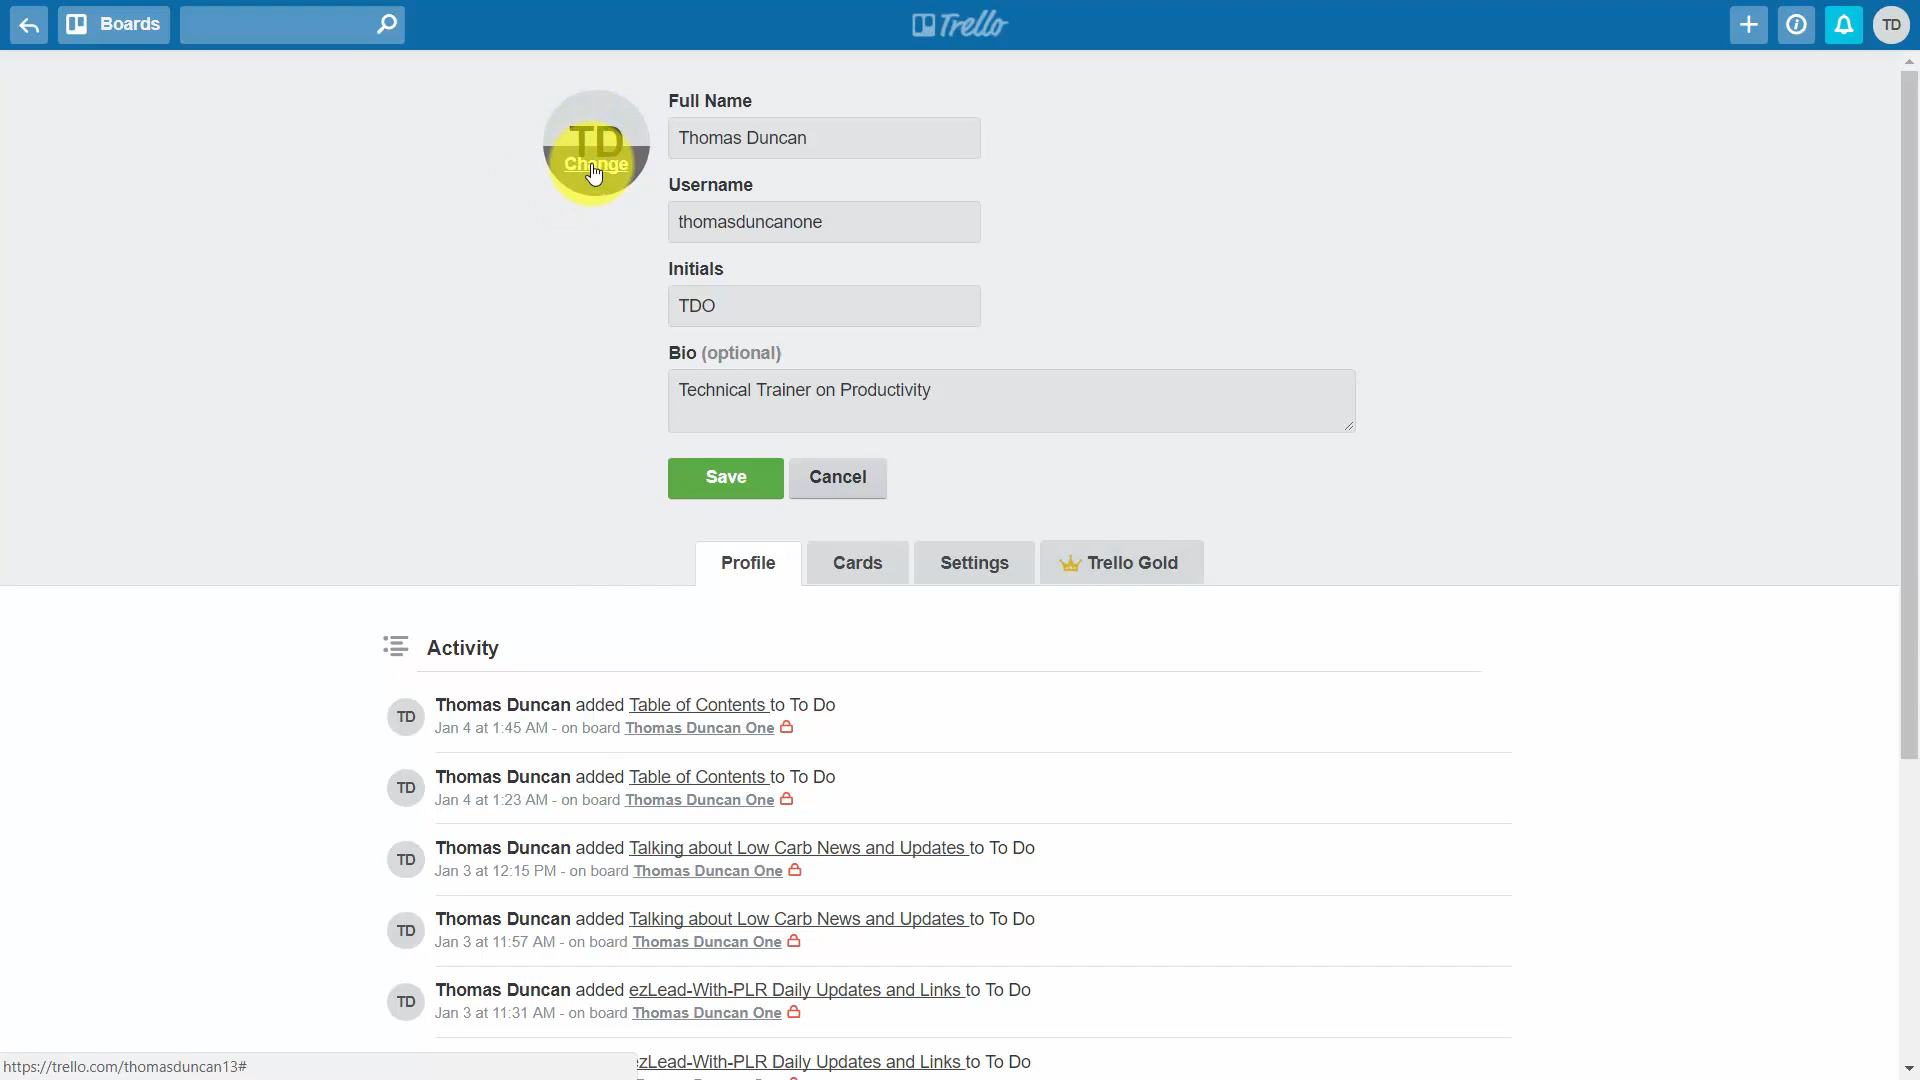 Boards
Trello
TD
TD
Change
Full Name
Thomas Duncan
Username
thomasduncanone
Initials
TDO
Bio (optional)
Technical Trainer on Productivity
Save Cancel
Profile Cards Settings Trello Gold
Activity
TD
Thomas Duncan added Table of Contents to To Do
Jan 4 at 1:45 AM - on board Thomas Duncan One
TD
Thomas Duncan added Table of Contents to To Do
Jan 4 at 1:23 AM - on board Thomas Duncan One
TD
Thomas Duncan added Talking about Low Carb News and Updates to To Do
Jan 3 at 12:15 PM - on board Thomas Duncan One
TD
Thomas Duncan added Talking about Low Carb News and Updates to To Do
Jan 3 at 11:57 AM - on board Thomas Duncan One
TD
Thomas Duncan added ezLead-With-PLR Daily Updates and Links to To Do
Jan 3 at 11:31 AM - on board Thomas Duncan One
zLead-With-PLR Daily Updates and Links to To Do
https://trello.com/thomasduncan13#